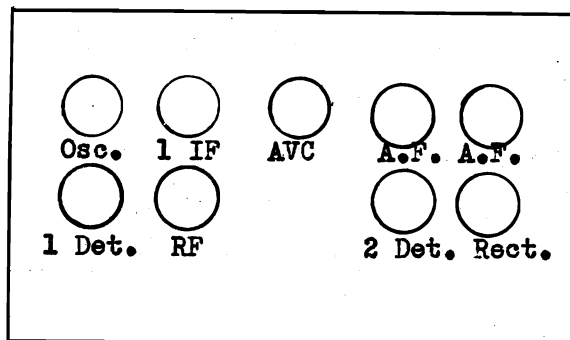 Osc. 1 IF AVC A.F. A.F.
1 Det. RF 2 Det. Rect.